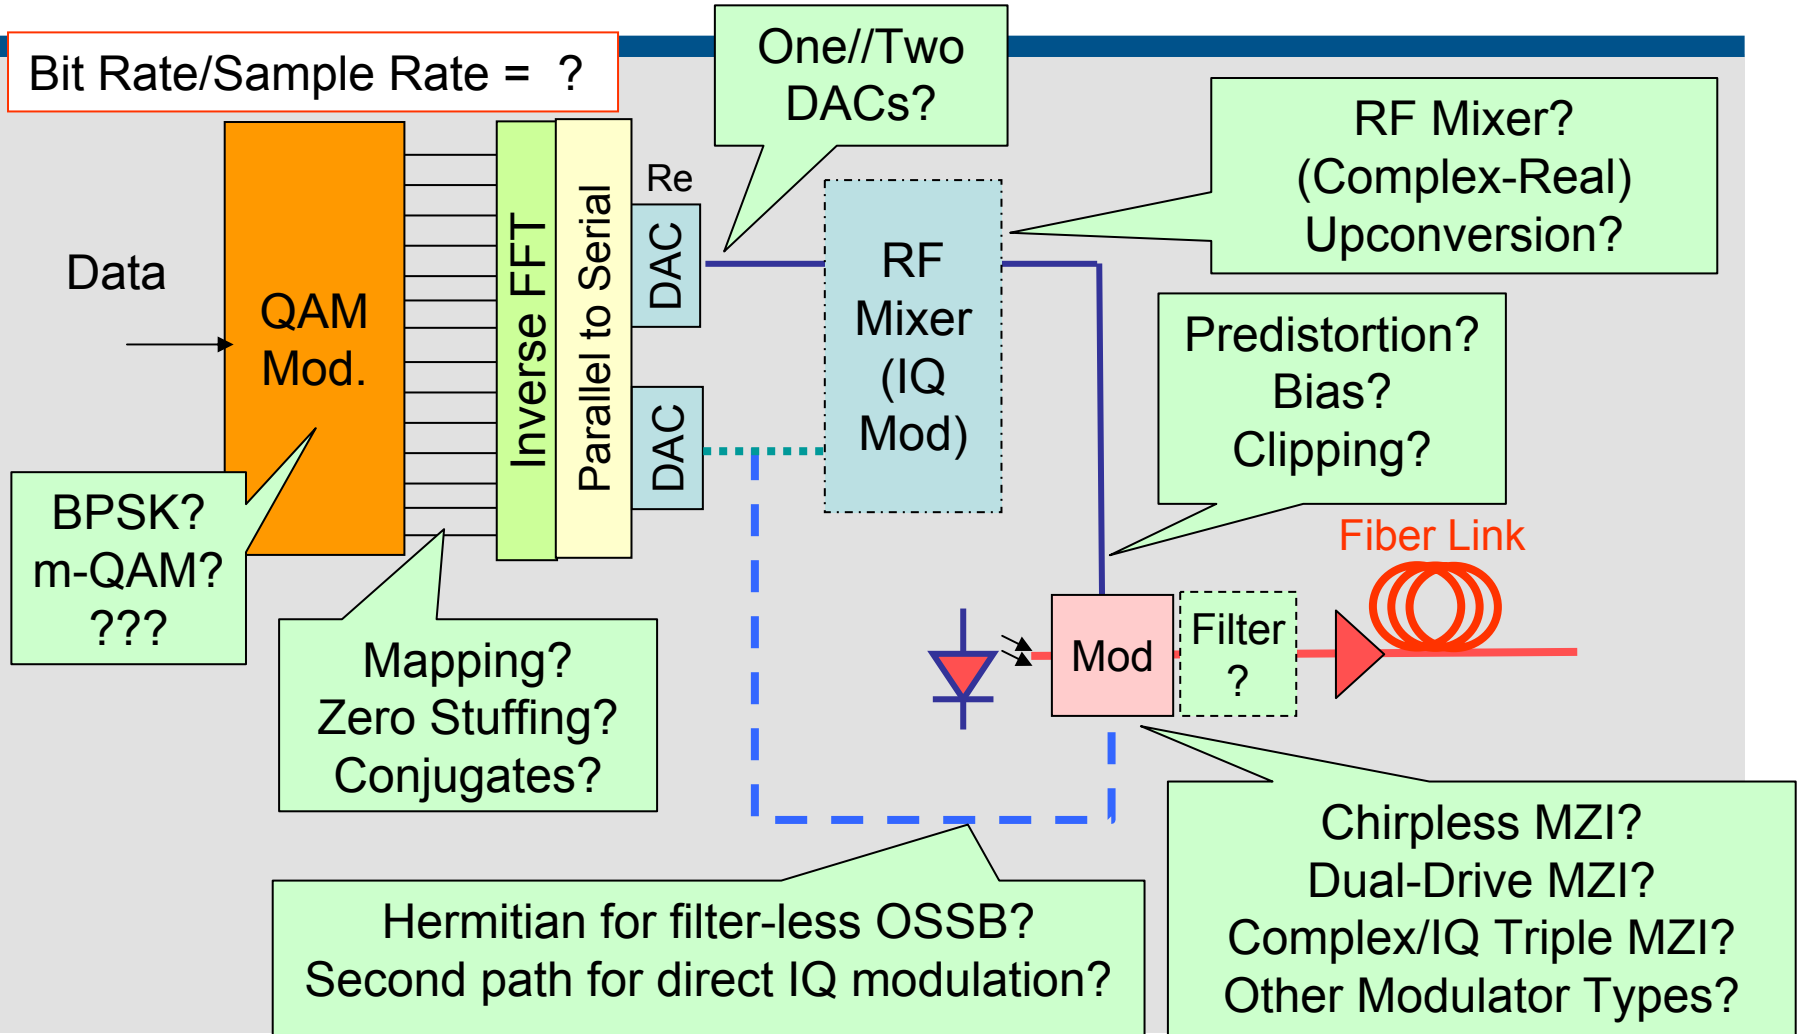 Bit Rate/Sample Rate =  ?
One//Two
DACs?
RF Mixer?
(Complex-Real)
Upconversion?
Data
QAM
Mod.
Inverse FFT
Parallel to Serial
Re
DAC
DAC
RF
Mixer
(IQ
Mod)
Predistortion?
Bias?
Clipping?
BPSK?
m-QAM?
???
Mapping?
Zero Stuffing?
Conjugates?
Mod
Filter
?
Fiber Link
Hermitian for filter-less OSSB?
Second path for direct IQ modulation?
Chirpless MZI?
Dual-Drive MZI?
Complex/IQ Triple MZI?
Other Modulator Types?